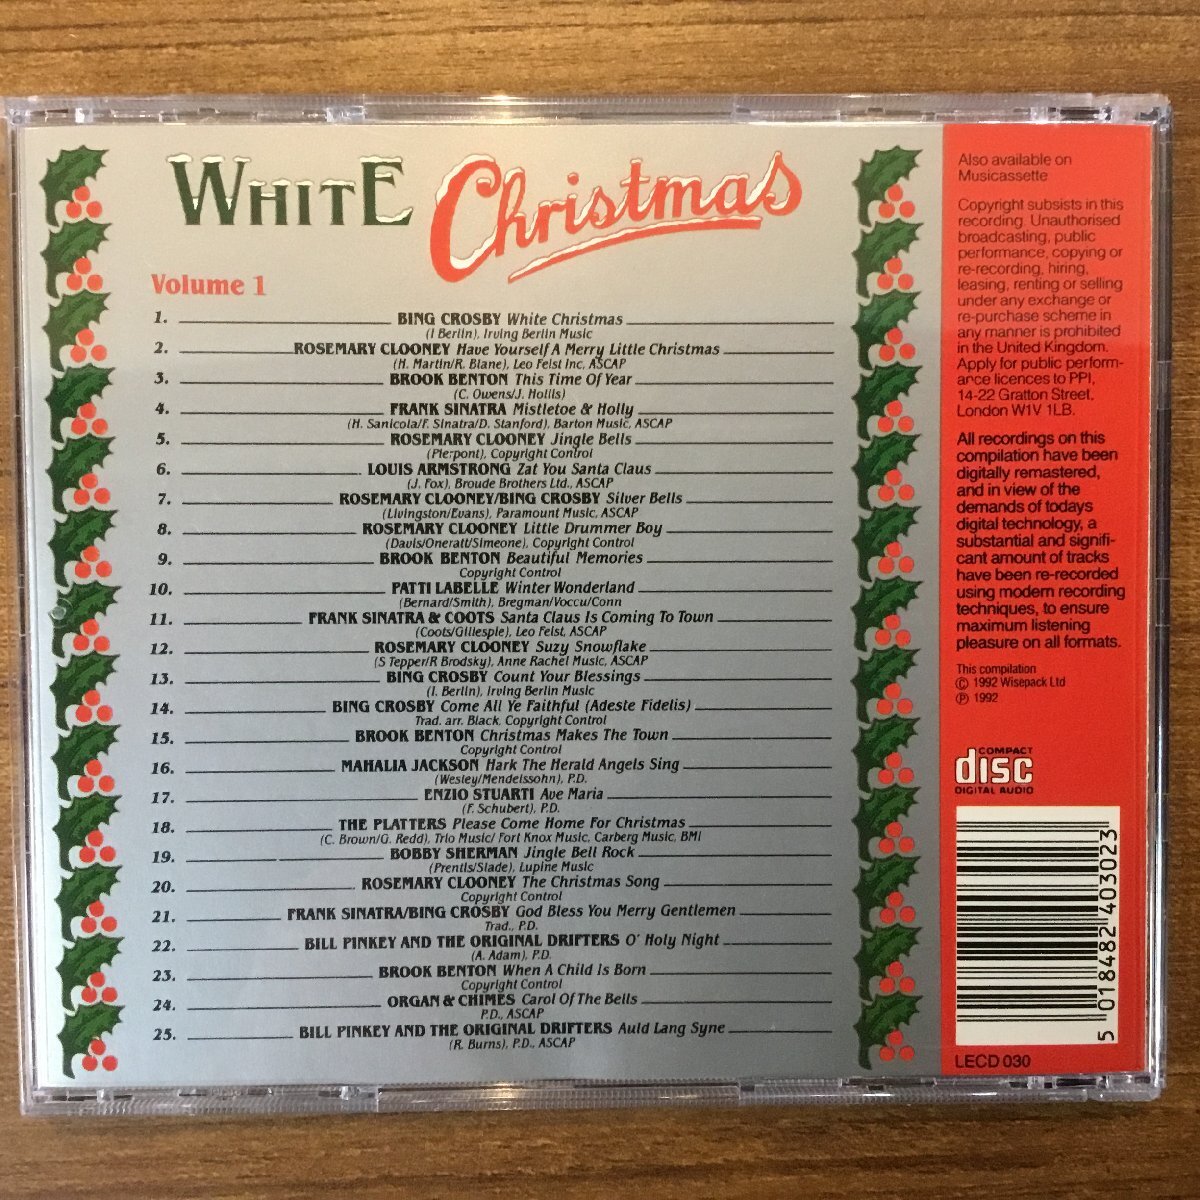 WHITE Christmas
Volume 1
1. BING CROSBY White Christmas
(I Berlin), Irving Berlin Music
2. ROSEMARY CLOONEY Have Yourself A Merry Little Christmas
(H. Martin/R. Blane), Leo Feist Inc, ASCAP
3. BROOK BENTON This Time Of Year
(C. Owens/J. Hollis)
4. FRANK SINATRA Mistletoe & Holly
(H. Sanicola/F. Sinatra/D. Stanford), Barton Music, ASCAP
5. ROSEMARY CLOONEY Jingle Bells
(Pierpont), Copyright Control
6. LOUIS ARMSTRONG Zat You Santa Claus
(J. Fox), Broude Brothers Ltd., ASCAP
7. ROSEMARY CLOONEY/BING CROSBY Silver Bells
(Livingston/Evans), Paramount Music, ASCAP
8. ROSEMARY CLOONEY Little Drummer Boy
(Davis/Oneratt/Simeone), Copyright Control
9. BROOK BENTON Beautiful Memories
Copyright Control
10. PATTI LABELLE Winter Wonderland
(Bernard/Smith), Bregman/Voccu/Conn
11. FRANK SINATRA & COOTS Santa Claus Is Coming To Town
(Coots/Gillespie), Leo Feist, ASCAP
12. ROSEMARY CLOONEY Suzy Snowflake
(S Tepper/R Brodsky), Anne Rachel Music, ASCAP
13. BING CROSBY Count Your Blessings
(I. Berlin), Irving Berlin Music
14. BING CROSBY Come All Ye Faithful (Adeste Fidelis)
Trad. arr. Black, Copyright Control
15. BROOK BENTON Christmas Makes The Town
Copyright Control
16. MAHALIA JACKSON Hark The Herald Angels Sing
(Wesley/Mendelssohn), P.D.
17. ENZIO STUARTI Ave Maria
(F. Schubert), P.D.
18. THE PLATTERS Please Come Home For Christmas
(C. Brown/G. Redd), Trio Music/ Fort Knox Music, Carberg Music, BMI
19. BOBBY SHERMAN Jingle Bell Rock
(Prentis/Slade), Lupine Music
20. ROSEMARY CLOONEY The Christmas Song
Copyright Control
21. FRANK SINATRA/BING CROSBY God Bless You Merry Gentlemen
Trad., P.D.
22. BILL PINKEY AND THE ORIGINAL DRIFTERS O' Holy Night
(A. Adam), P.D.
23. BROOK BENTON When A Child Is Born
Copyright Control
24. ORGAN & CHIMES Carol Of The Bells
P.D., ASCAP
25. BILL PINKEY AND THE ORIGINAL DRIFTERS Auld Lang Syne
(R. Burns), P.D., ASCAP
Also available on
Musicassette
Copyright subsists in this
recording. Unauthorised
broadcasting, public
performance, copying or
re-recording, hiring,
leasing, renting or selling
under any exchange or
re-purchase scheme in
any manner is prohibited
in the United Kingdom.
Apply for public perform-
ance licences to PPI,
14-22 Gratton Street,
London W1V 1LB.
All recordings on this
compilation have been
digitally remastered,
and in view of the
demands of todays
digital technology, a
substantial and signifi-
cant amount of tracks
have been re-recorded
using modern recording
techniques, to ensure
maximum listening
pleasure on all formats.
This compilation
© 1992 Wisepack Ltd
℗ 1992
COMPACT
disc
DIGITAL AUDIO
5 018482 403023
LECD 030